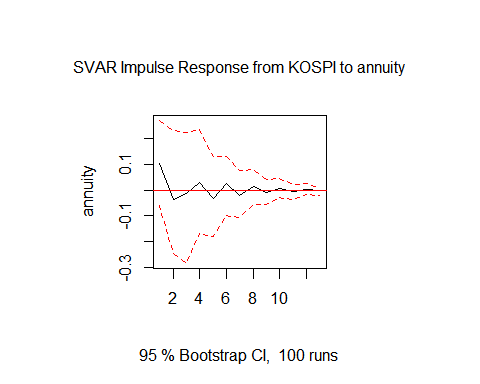 SVAR Impulse Response from KOSPI to annuity
annuity
0.1
-0.1
-0.3
2 4 6 8 10
95 % Bootstrap CI, 100 runs